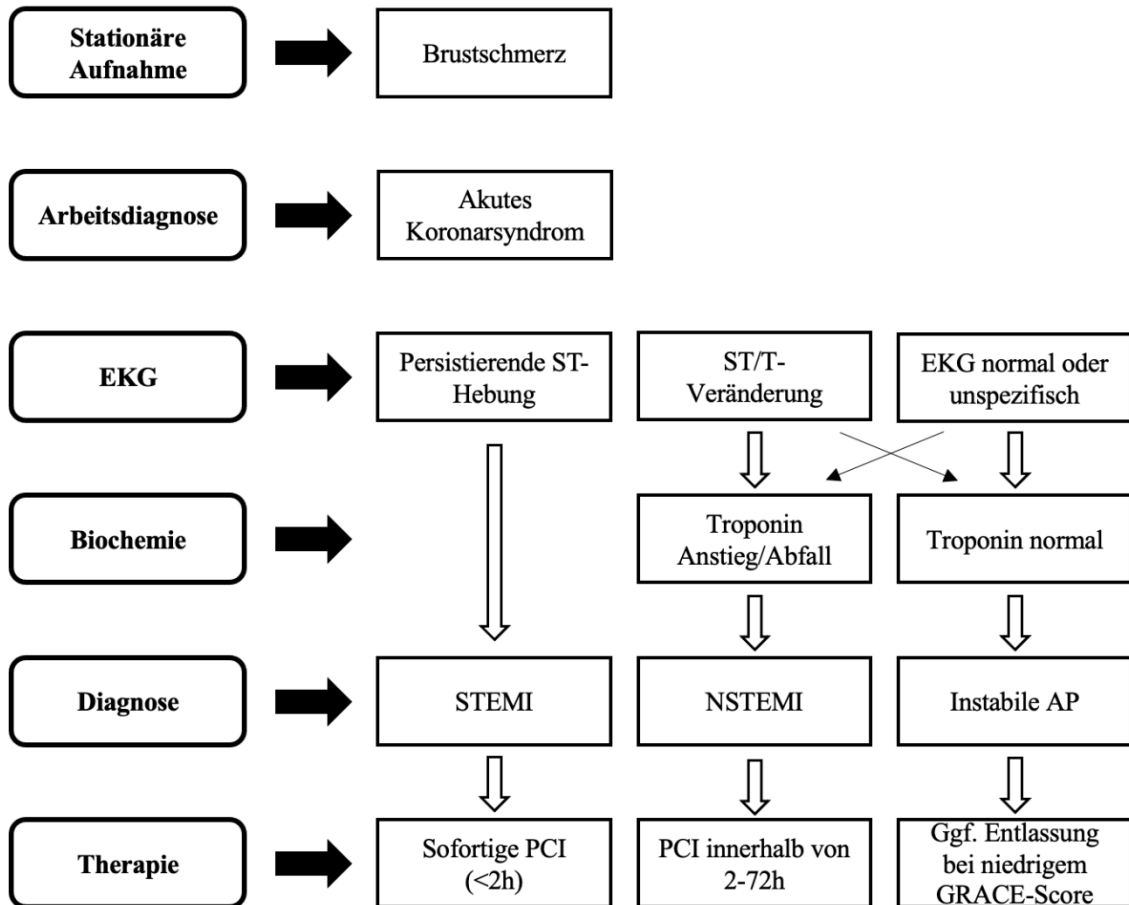 Stationäre
Aufnahme
Brustschmerz
Arbeitsdiagnose
Akutes
Koronarsyndrom
EKG
Persistierende ST-
Hebung
ST/T-
Veränderung
EKG normal oder
unspezifisch
Biochemie
Troponin
Anstieg/Abfall
Troponin normal
Diagnose
STEMI
NSTEMI
Instabile AP
Therapie
Sofortige PCI
(<2h)
PCI innerhalb von
2-72h
Ggf. Entlassung
bei niedrigem
GRACE-Score